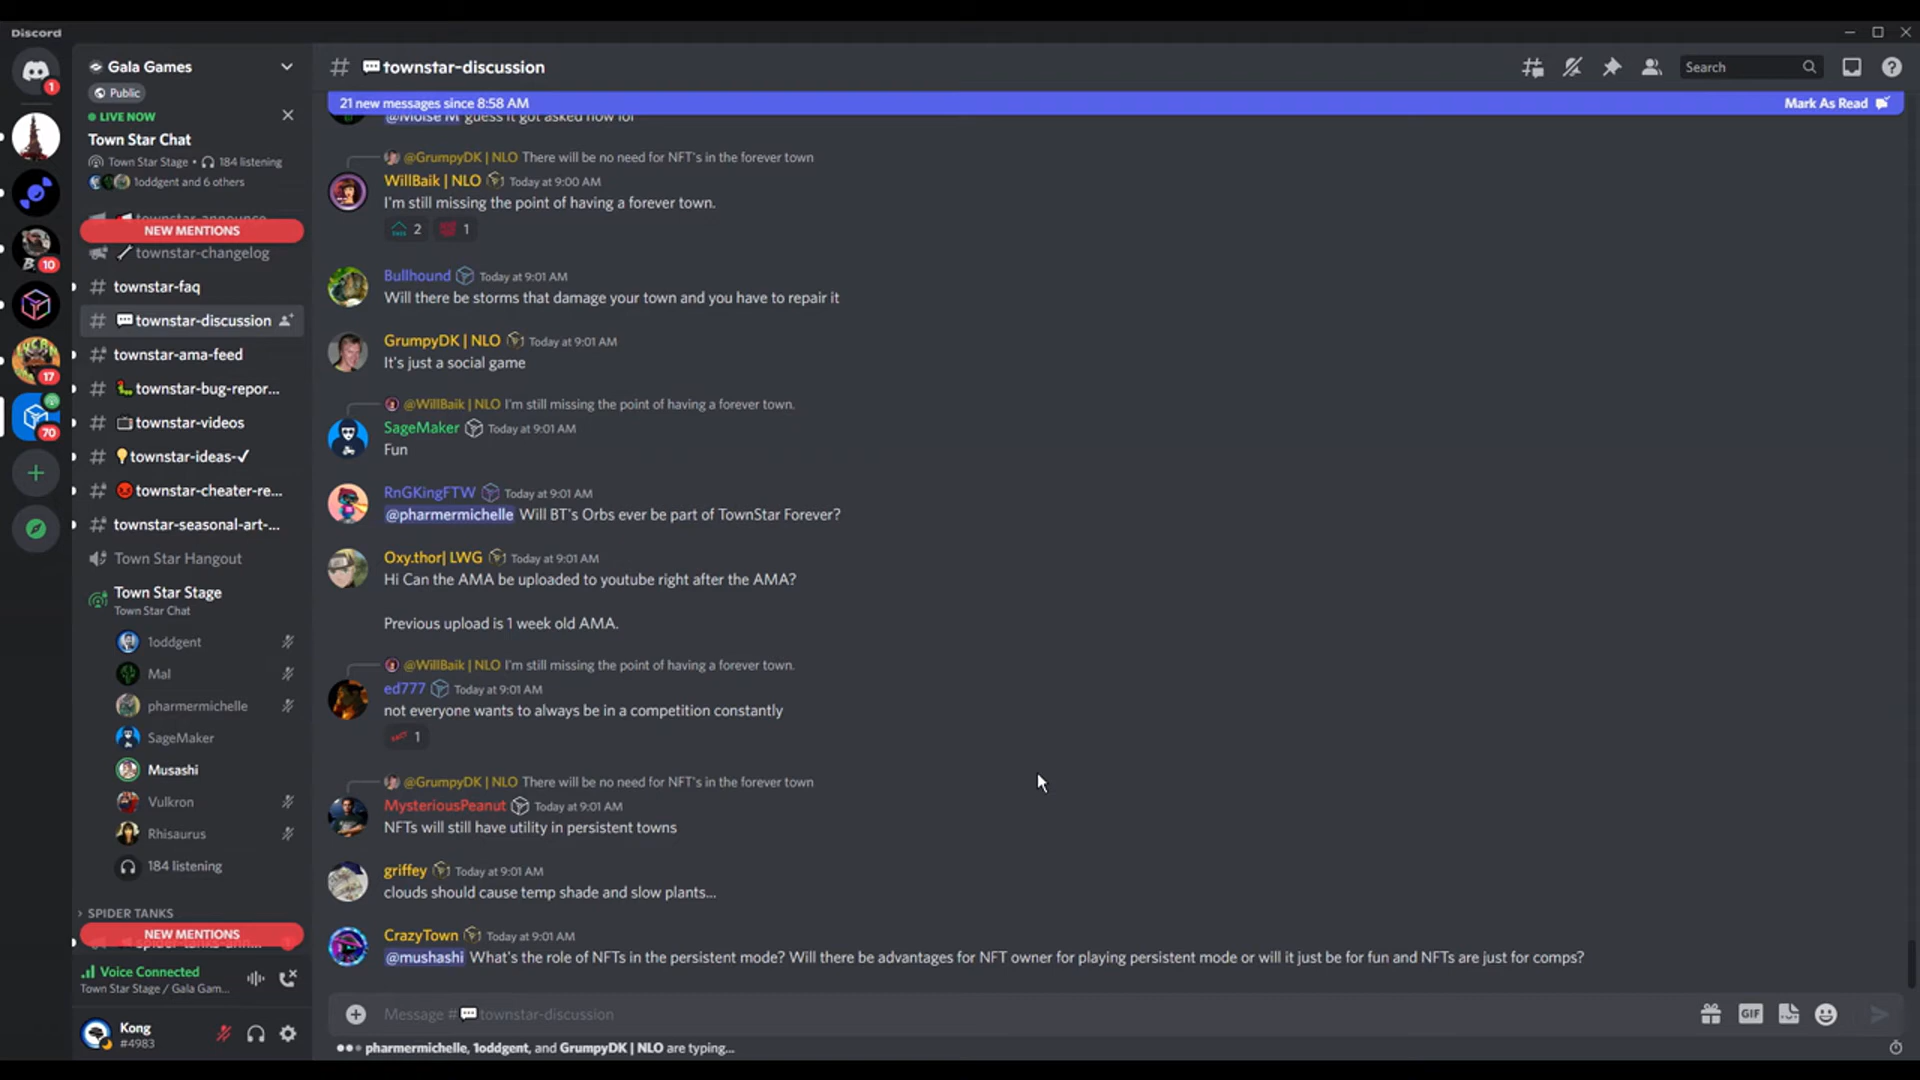 Discord
1
10
17
70
Gala Games
Public
LIVE NOW
Town Star Chat
Town Star Stage • 184 listening
1oddgent and 6 others
townstar-announce
NEW MENTIONS
townstar-changelog
townstar-faq
townstar-discussion
townstar-ama-feed
townstar-bug-repor...
townstar-videos
townstar-ideas-✓
townstar-cheater-re...
townstar-seasonal-art-...
Town Star Hangout
Town Star Stage
Town Star Chat
1oddgent
Mal
pharmermichelle
SageMaker
Musashi
Vulkron
Rhisaurus
184 listening
SPIDER TANKS
NEW MENTIONS
Voice Connected
Town Star Stage / Gala Gam...
Kong
#4983
# townstar-discussion
Search
21 new messages since 8:58 AM
Mark As Read
@Moise M guess it got asked now lol
@GrumpyDK | NLO There will be no need for NFT's in the forever town
WillBaik | NLO Today at 9:00 AM
I'm still missing the point of having a forever town.
2 1
Bullhound Today at 9:01 AM
Will there be storms that damage your town and you have to repair it
GrumpyDK | NLO Today at 9:01 AM
It's just a social game
@WillBaik | NLO I'm still missing the point of having a forever town.
SageMaker Today at 9:01 AM
Fun
RnGKingFTW Today at 9:01 AM
@pharmermichelle Will BT's Orbs ever be part of TownStar Forever?
Oxy.thor| LWG Today at 9:01 AM
Hi Can the AMA be uploaded to youtube right after the AMA?
Previous upload is 1 week old AMA.
@WillBaik | NLO I'm still missing the point of having a forever town.
ed777 Today at 9:01 AM
not everyone wants to always be in a competition constantly
1
@GrumpyDK | NLO There will be no need for NFT's in the forever town
MysteriousPeanut Today at 9:01 AM
NFTs will still have utility in persistent towns
griffey Today at 9:01 AM
clouds should cause temp shade and slow plants...
CrazyTown Today at 9:01 AM
@mushashi What's the role of NFTs in the persistent mode? Will there be advantages for NFT owner for playing persistent mode or will it just be for fun and NFTs are just for comps?
Message # townstar-discussion
GIF
pharmermichelle, 1oddgent, and GrumpyDK | NLO are typing...